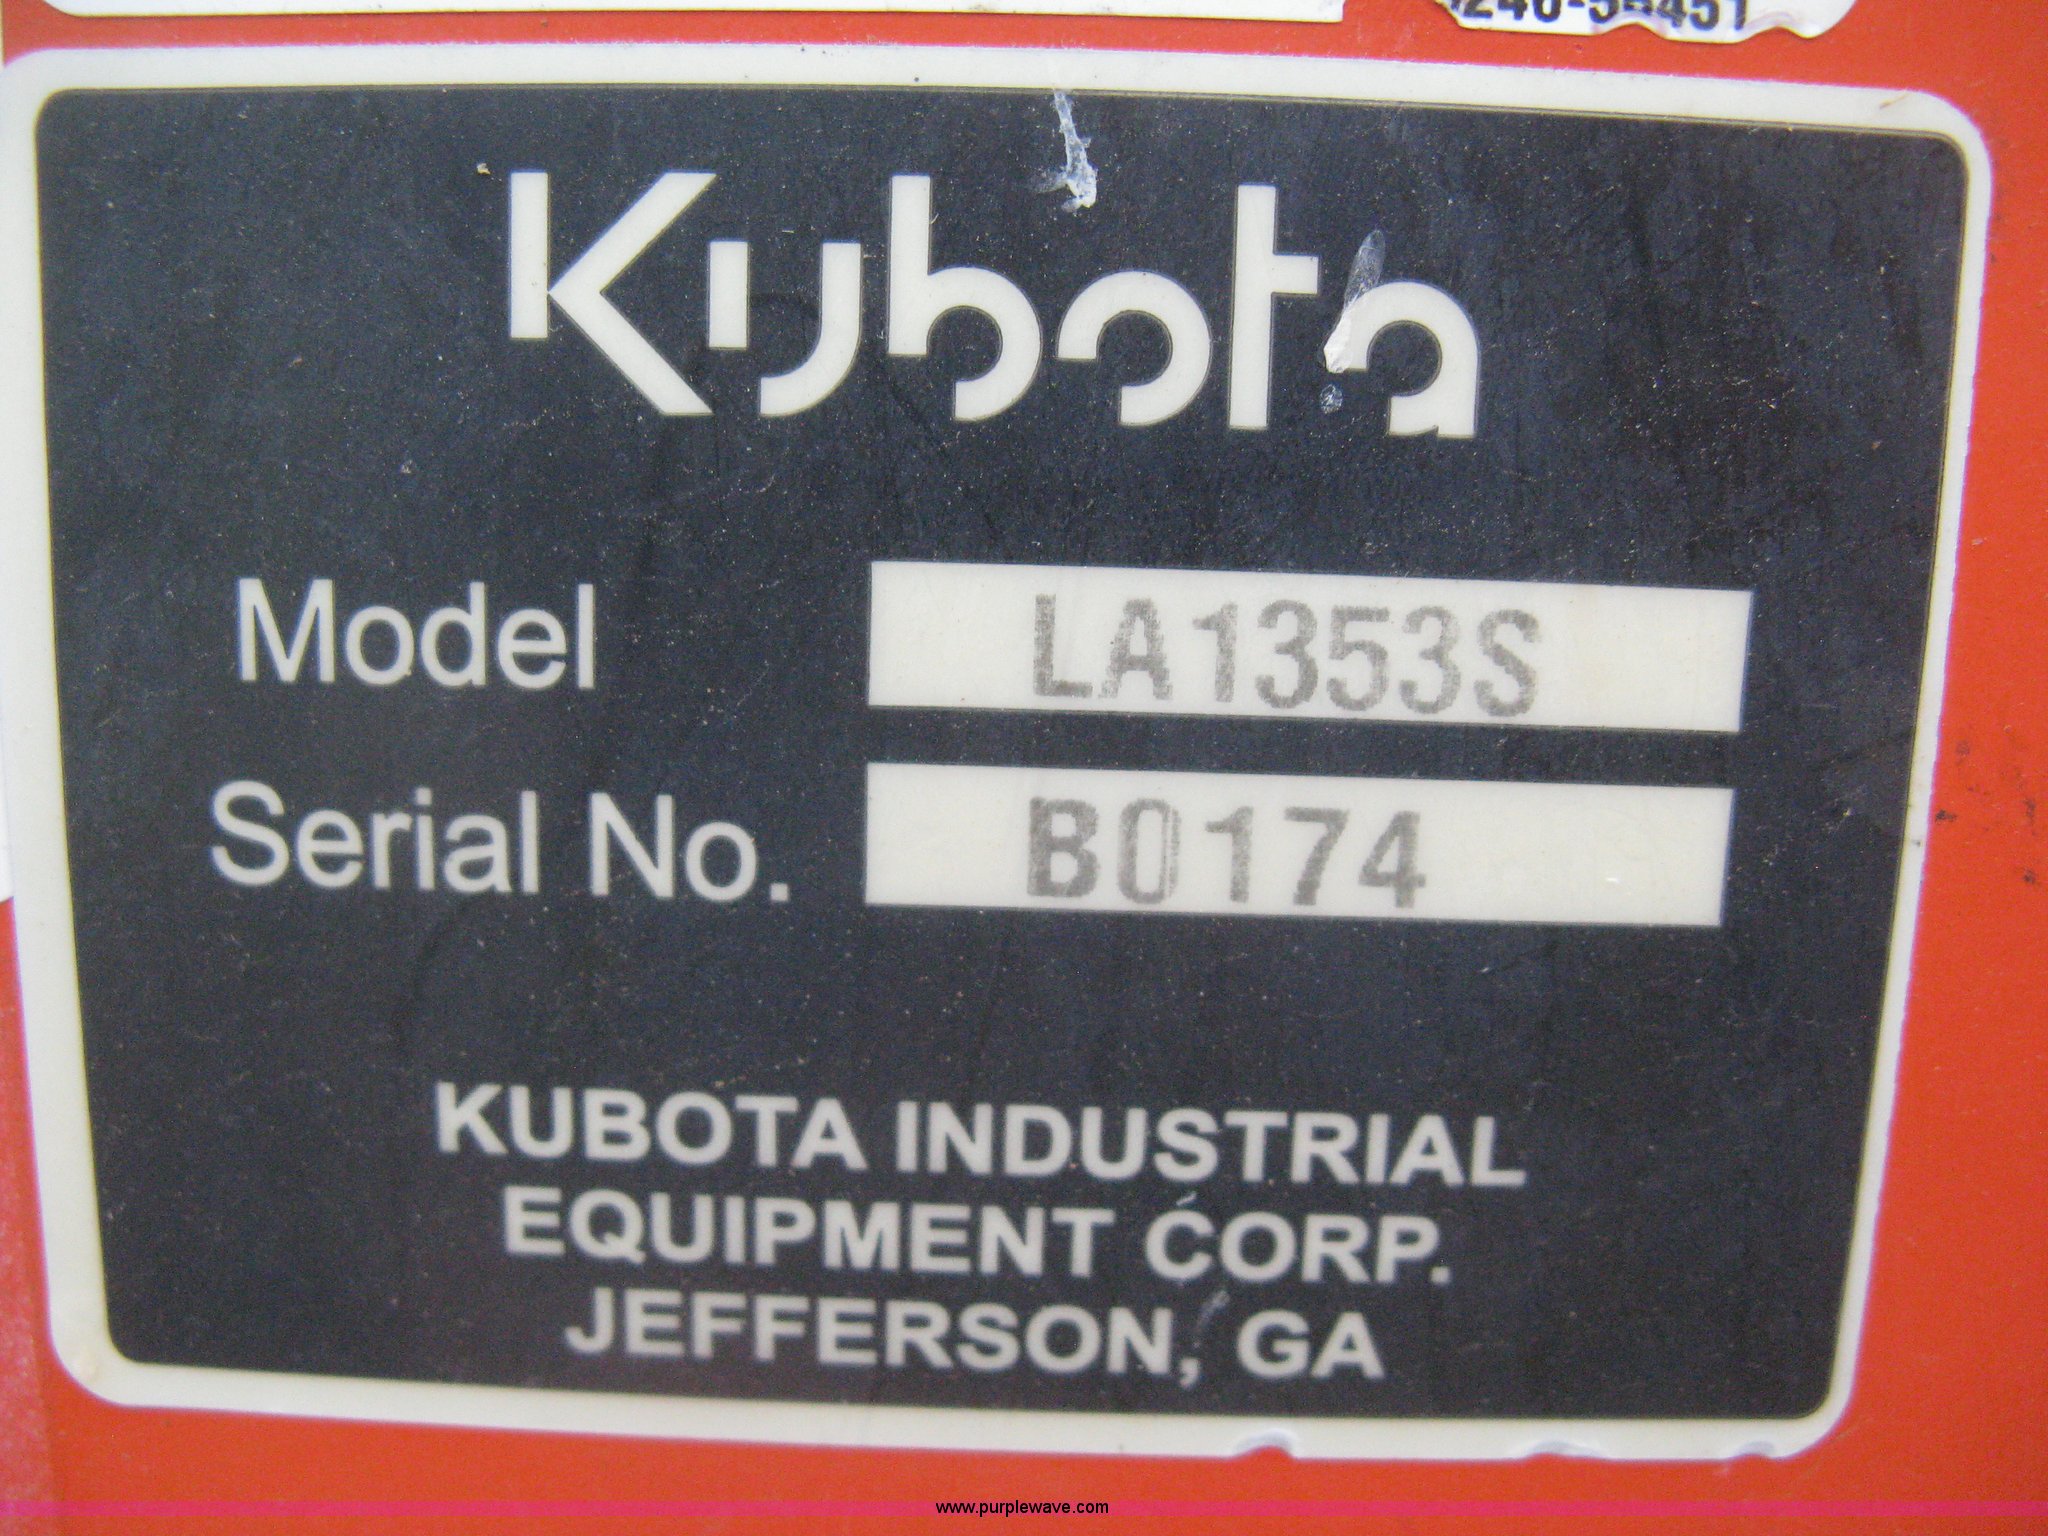 Kubota
Model LA1353S
Serial No. B0174
KUBOTA INDUSTRIAL
EQUIPMENT CORP.
JEFFERSON, GA
www.purplewave.com